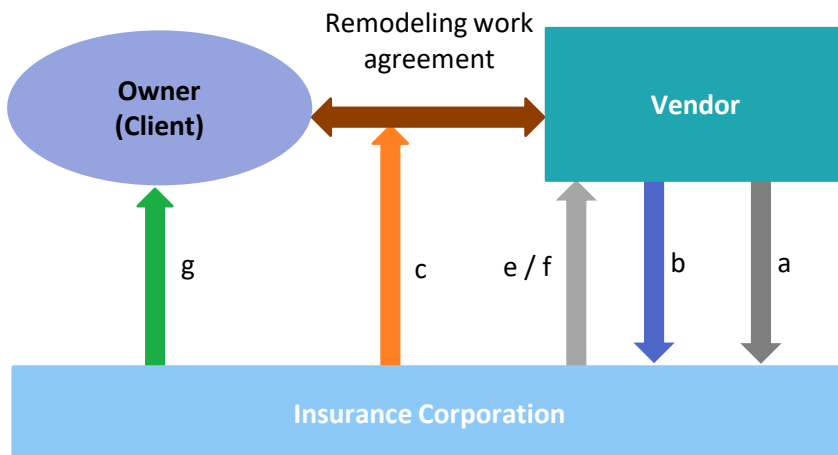 Remodeling work
agreement
Owner
(Client)
Vendor
g
c
e / f
b
a
Insurance Corporation